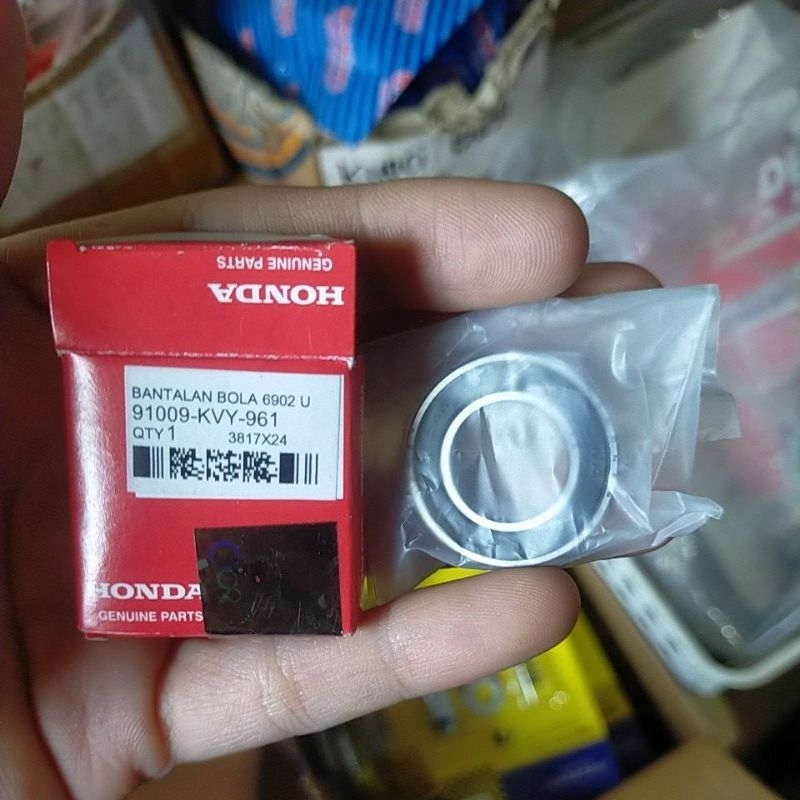 GENUINE PARTS
HONDA
BANTALAN BOLA 6902 U
91009-KVY-961
QTY 1 3817X24
HONDA
GENUINE PARTS